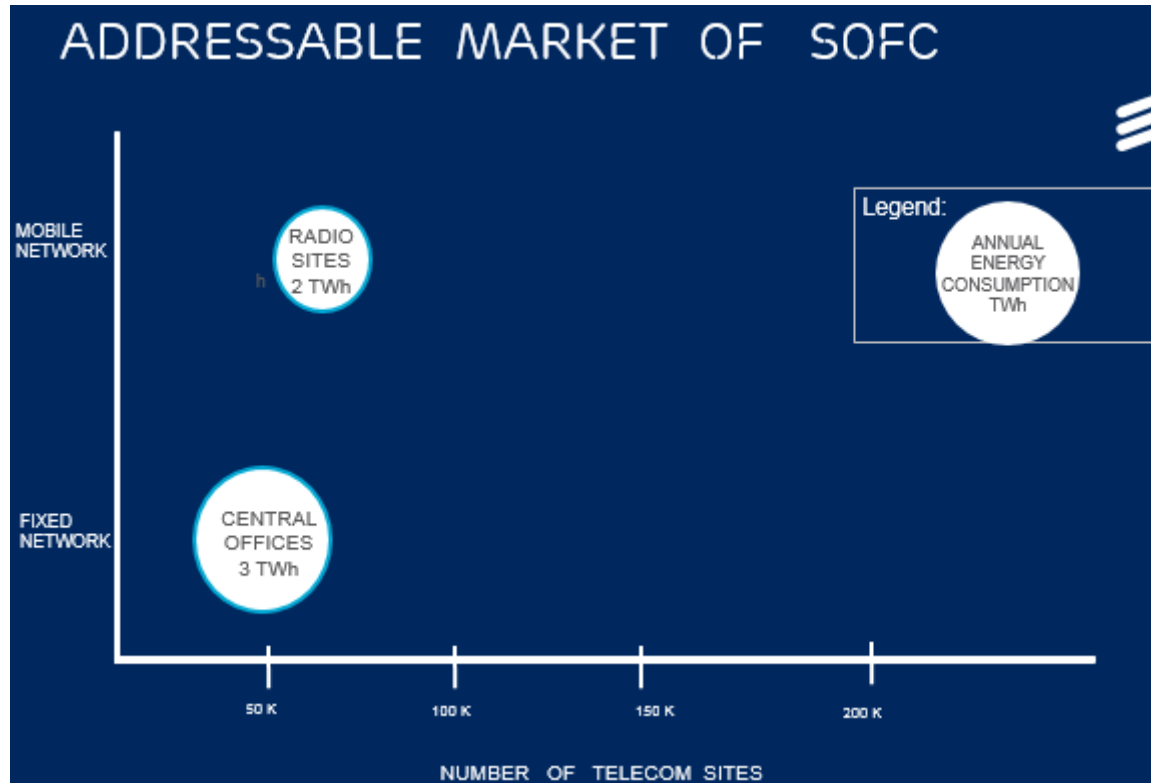 ADDRESSABLE MARKET OF SOFC
Legend:
MOBILE
NETWORK
RADIO
SITES
2 TWh
h
ANNUAL
ENERGY
CONSUMPTION
TWh
FIXED
NETWORK
CENTRAL
OFFICES
3 TWh
50 K
100 K
150 K
200 K
NUMBER OF TELECOM SITES